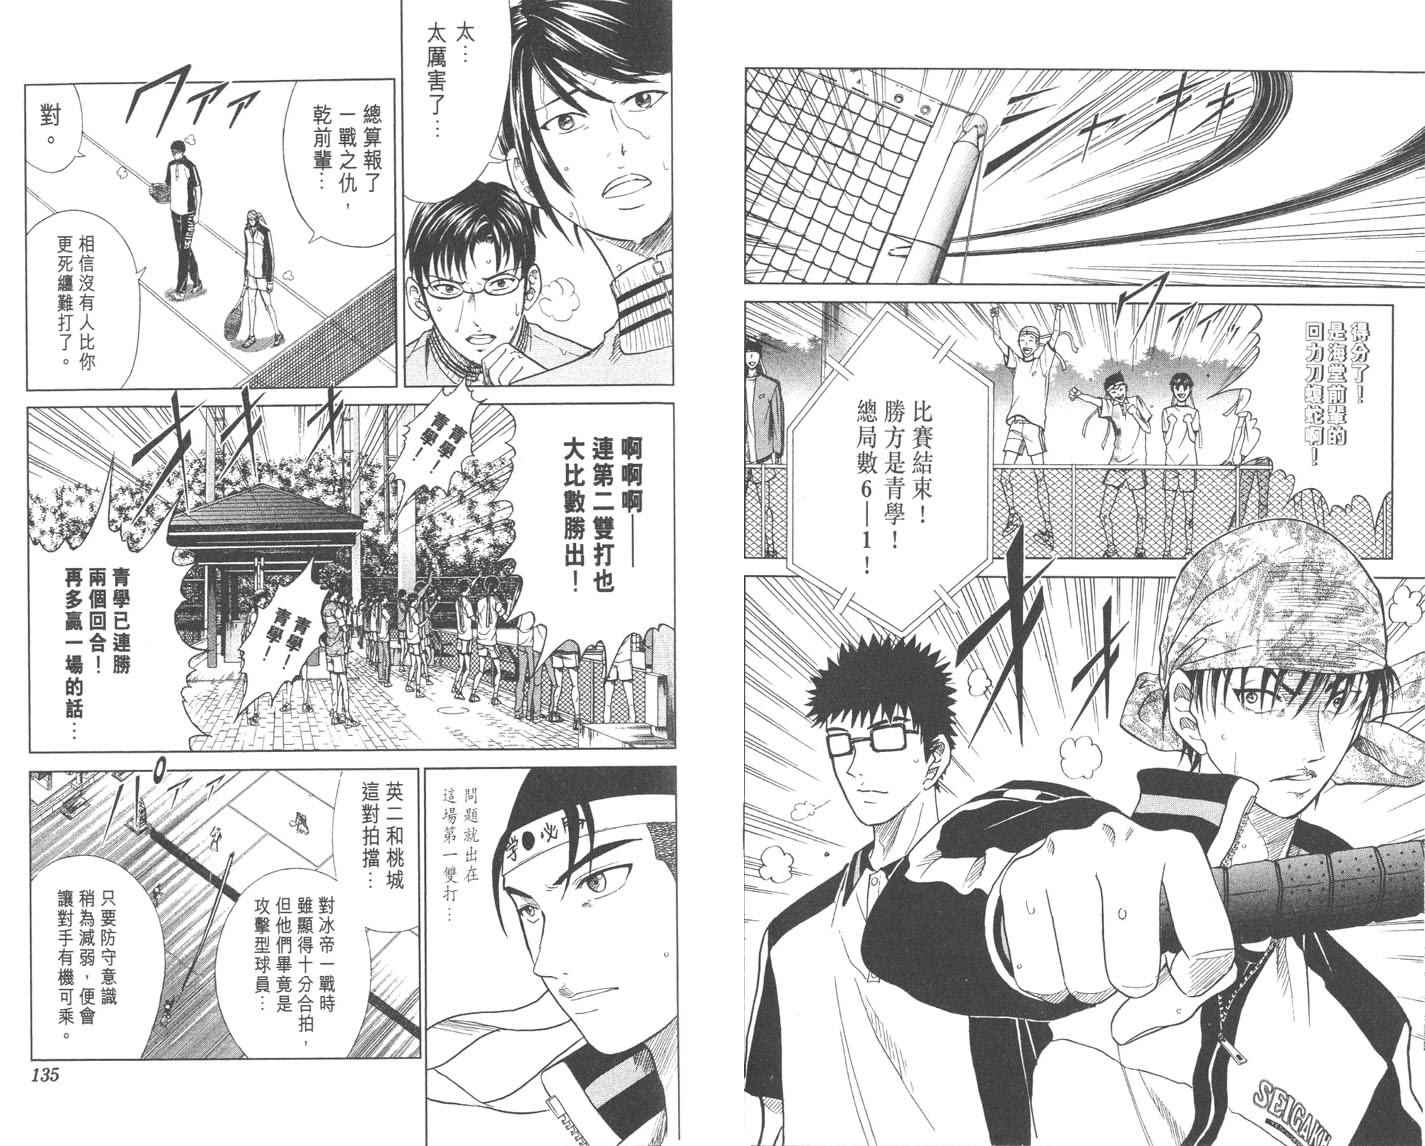 得分了！
是海堂前輩的
回力刀蝮蛇啊！
ワァ
比賽結束！
勝方是青學！
總局數6—1！
SEIGAKU
太…
太厲害了…
總算報了
一戰之仇，
乾前輩…
ワァァァ
對。
相信沒有人比你
更死纏難打了。
啊啊啊——
連第二雙打也
大比數勝出！
青學！
青學！
青學！
青學！
青學已連勝
兩個回合！
再多贏一場的話…
問題就出在
這場第一雙打…
學●必
英二和桃城
這對拍擋…
對冰帝一戰時
雖顯得十分合拍，
但他們畢竟是
攻擊型球員…
只要防守意識
稍為減弱，便會
讓對手有機可乘。
135